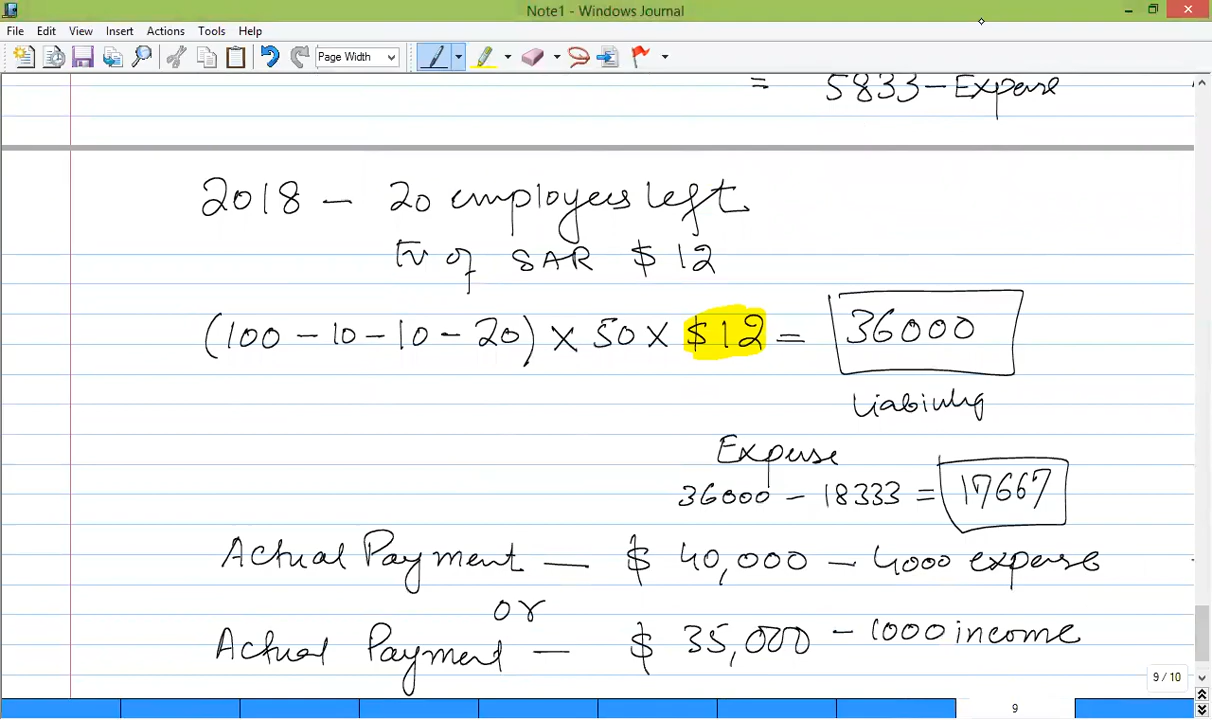 Note1 - Windows Journal
File Edit View Insert Actions Tools Help
Page Width
= 5833 - Expense
2018 - 20 employees left
FV of SAR $ 12
(100 - 10 - 10 - 20) x 50 x $12 = 36000
Liability
Expense
36000 - 18333 = 17667
Actual Payment — $ 40,000 - 4000 expense
or
Actual Payment — $ 35,000 - 1000 income
9 / 10
9